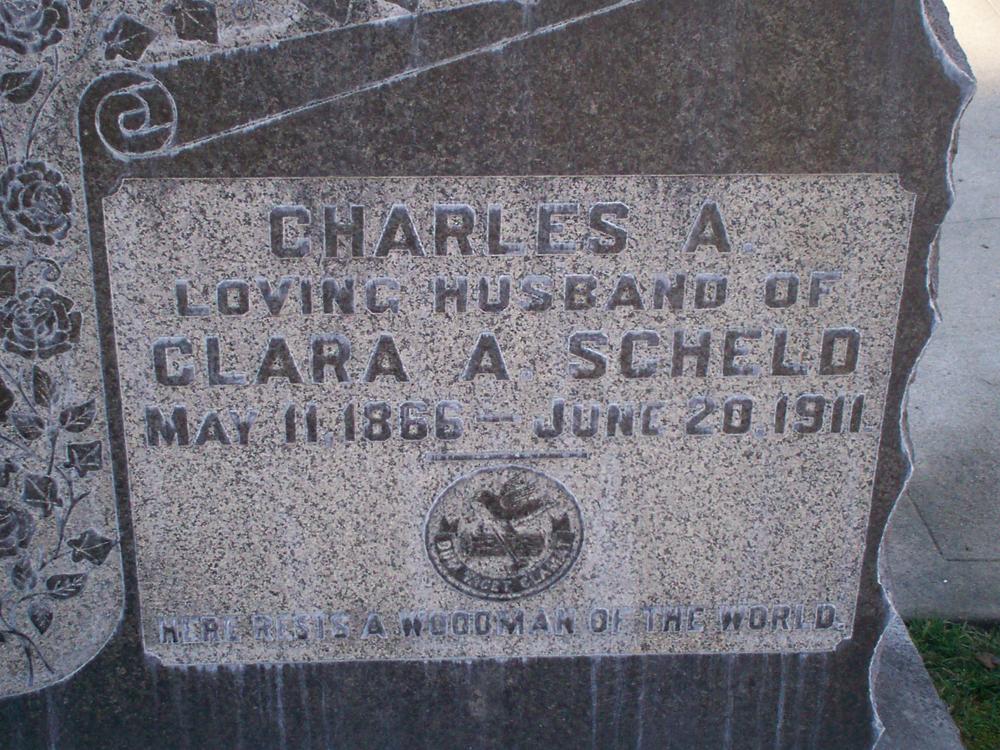 CHARLES A.
LOVING HUSBAND OF
CLARA A. SCHELD
MAY 11, 1866 — JUNE 20, 1911
DUM TACET CLAMAT
HERE RESTS A WOODMAN OF THE WORLD.